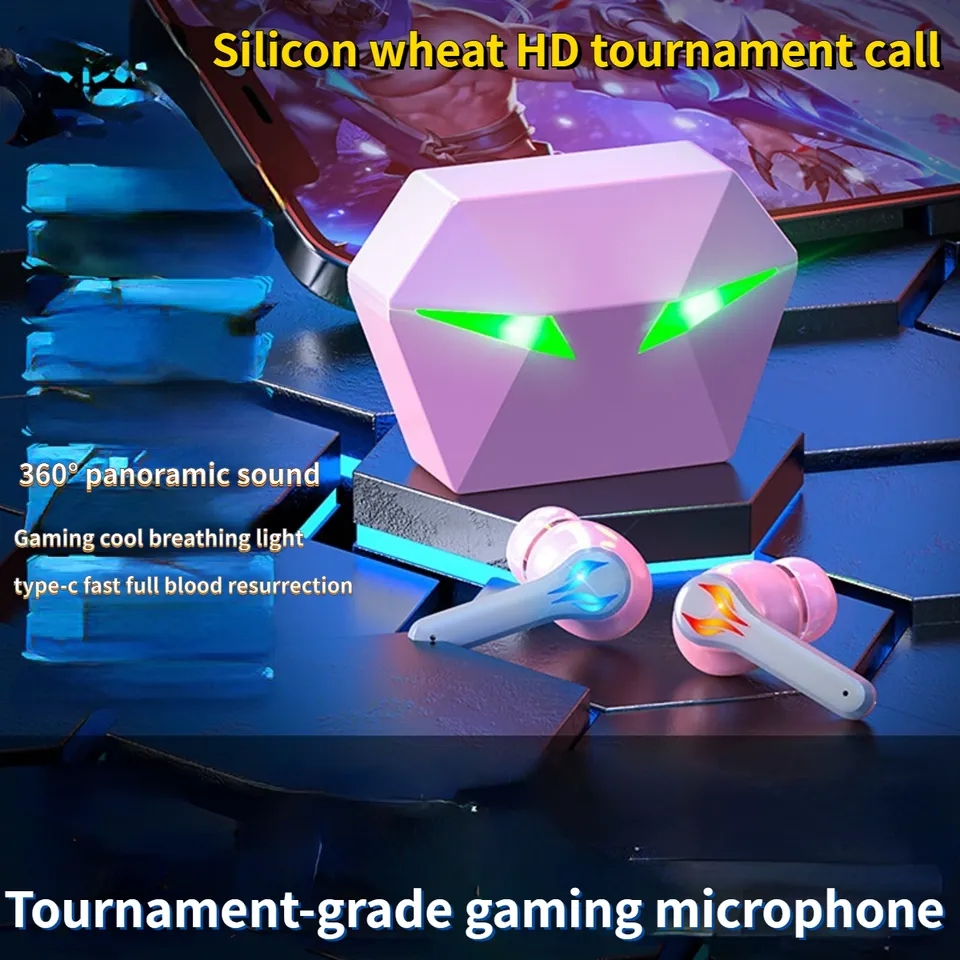 Silicon wheat HD tournament call
360° panoramic sound
Gaming cool breathing light
type-c fast full blood resurrection
Tournament-grade gaming microphone